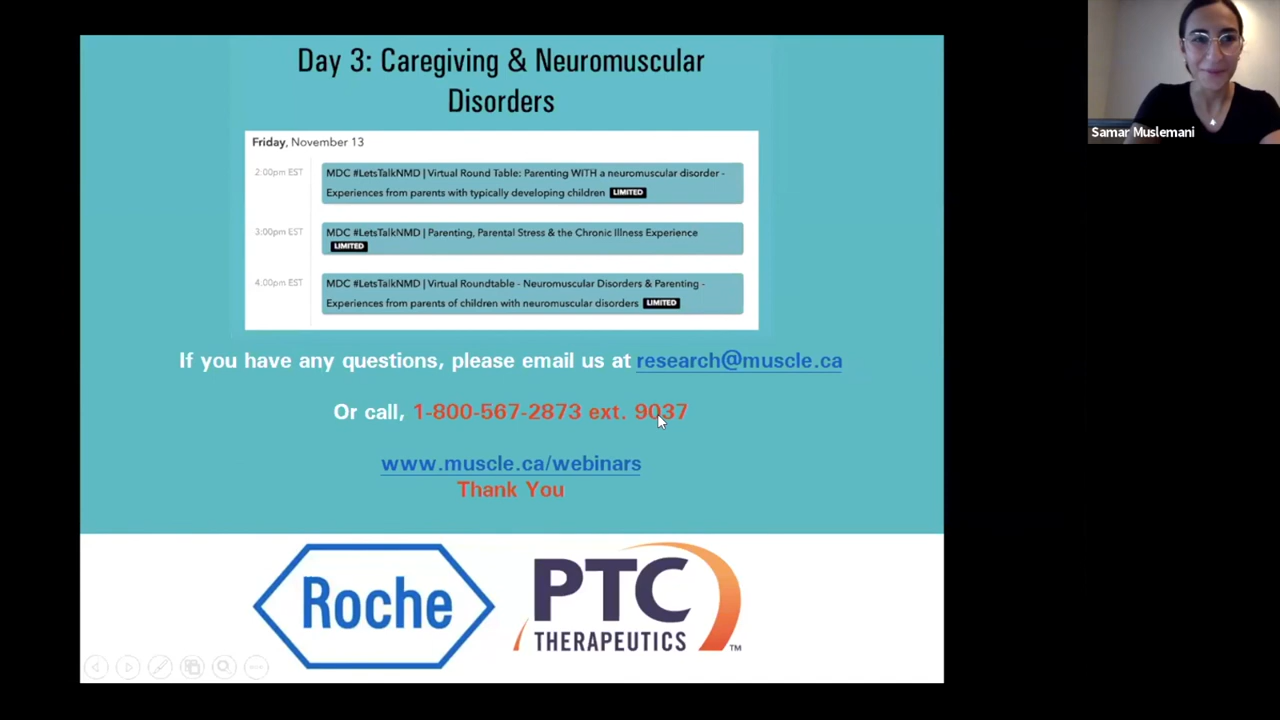 Day 3: Caregiving & Neuromuscular
Disorders
Friday, November 13
2:00pm EST
MDC #LetsTalkNMD | Virtual Round Table: Parenting WITH a neuromuscular disorder -
Experiences from parents with typically developing children LIMITED
3:00pm EST
MDC #LetsTalkNMD | Parenting, Parental Stress & the Chronic Illness Experience
LIMITED
4.00pm EST
MDC #LetsTalkNMD | Virtual Roundtable - Neuromuscular Disorders & Parenting -
Experiences from parents of children with neuromuscular disorders LIMITED
If you have any questions, please email us at research@muscle.ca
Or call, 1-800-567-2873 ext. 9037
www.muscle.ca/webinars
Thank You
Roche
PTC
THERAPEUTICS
TM
Samar Muslemani